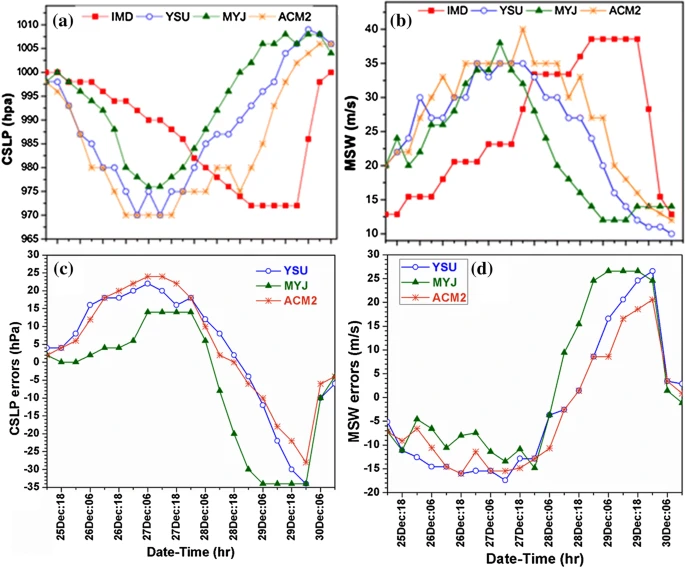 (a) IMD YSU MYJ ACM2
1010
1005
1000
995
990
985
980
975
970
965
CSLP (hpa)
(b) IMD YSU MYJ ACM2
45
40
35
30
25
20
15
10
MSW (m/s)
(c)
YSU
MYJ
ACM2
30
25
20
15
10
5
0
-5
-10
-15
-20
-25
-30
-35
CSLP errors (hPa)
25Dec:18
26Dec:06
26Dec:18
27Dec:06
27Dec:18
28Dec:06
28Dec:18
29Dec:06
29Dec:18
30Dec:06
Date-Time (hr)
YSU
MYJ
ACM2
(d)
30
25
20
15
10
5
0
-5
-10
-15
-20
MSW errors (m/s)
25Dec:18
26Dec:06
26Dec:18
27Dec:06
27Dec:18
28Dec:06
28Dec:18
29Dec:06
29Dec:18
30Dec:06
Date-Time (hr)